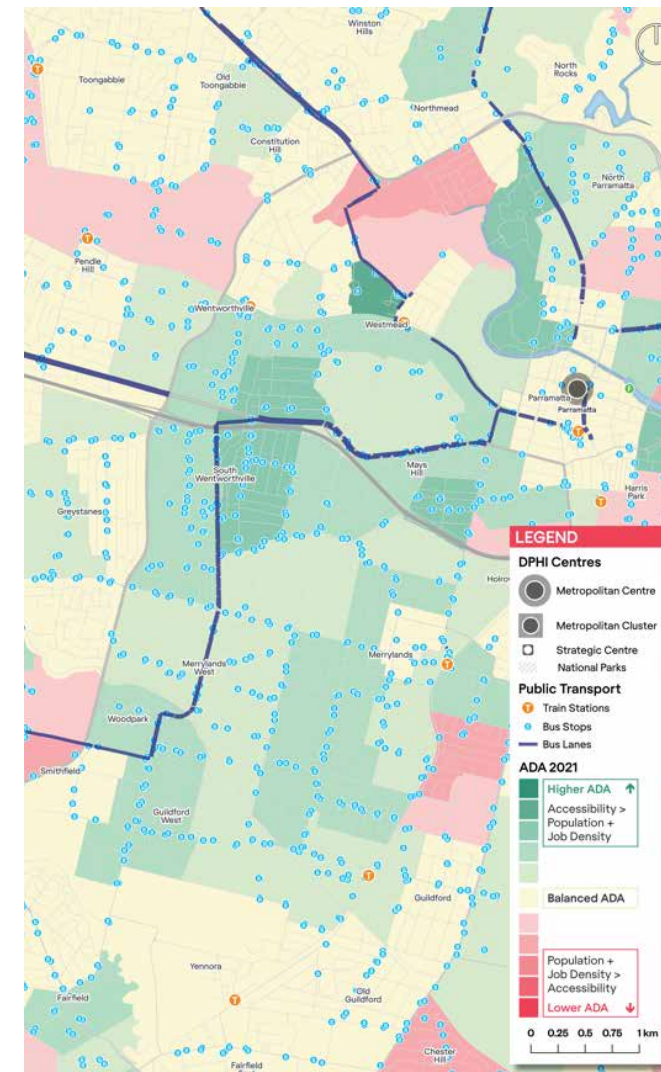 Winston
Hills
Toongabbie
Old
Toongabbie
North
Rocks
Northmead
Constitution
Hill
North
Parramatta
Pendle
Hill
Wentworthville
Westmead
Parramatta
Parramatta
South
Wentworthville
Mays
Hill
Harris
Park
Greystanes
Merrylands
Merrylands
West
Woodpark
Smithfield
Guildford
West
Guildford
Yennora
Old
Guildford
Fairfield
Chester
Hill
Fairfield
LEGEND
DPHI Centres
Metropolitan Centre
Metropolitan Cluster
Strategic Centre
National Parks
Public Transport
T Train Stations
Bus Stops
Bus Lanes
ADA 2021
Higher ADA ↑
Accessibility >
Population +
Job Density
Balanced ADA
Population +
Job Density >
Accessibility
Lower ADA ↓
0 0.25 0.5 0.75 1 km